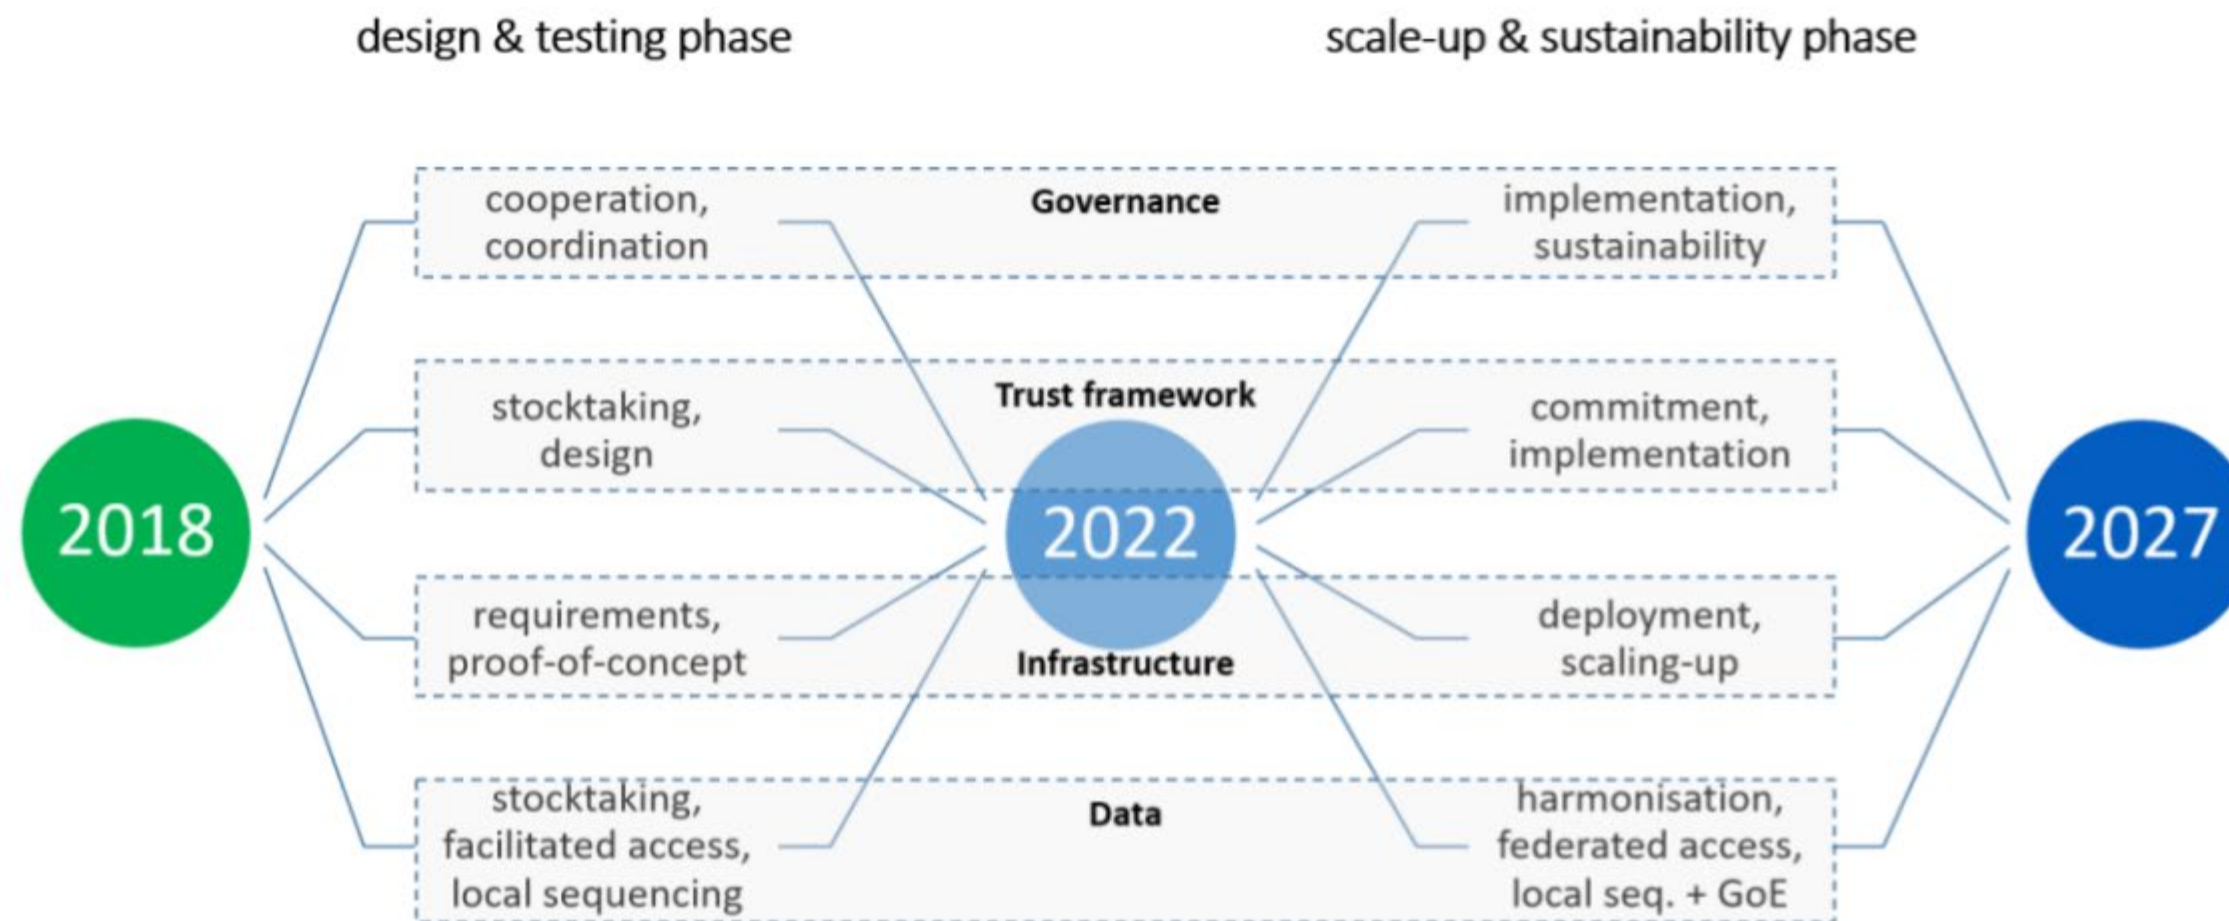 design & testing phase
scale-up & sustainability phase
cooperation,
coordination
Governance
implementation,
sustainability
stocktaking,
design
Trust framework
commitment,
implementation
2018
2022
2027
requirements,
proof-of-concept
Infrastructure
deployment,
scaling-up
stocktaking,
facilitated access,
local sequencing
Data
harmonisation,
federated access,
local seq. + GoE